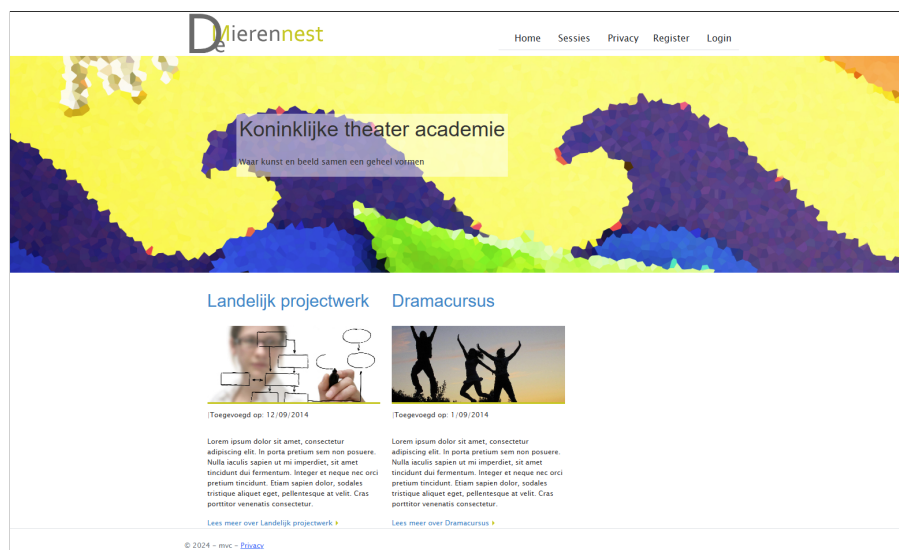 De Mierennest
Home Sessies Privacy Register Login
Koninklijke theater academie
Waar kunst en beeld samen een geheel vormen
Landelijk projectwerk
|Toegevoegd op: 12/09/2014
Lorem ipsum dolor sit amet, consectetur
adipiscing elit. In porta pretium sem non posuere.
Nulla iaculis sapien ut mi imperdiet, sit amet
tincidunt dui fermentum. Integer et neque nec orci
pretium tincidunt. Etiam sapien dolor, sodales
tristique aliquet eget, pellentesque at velit. Cras
porttitor venenatis consectetur.
Lees meer over Landelijk projectwerk
Dramacursus
|Toegevoegd op: 1/09/2014
Lorem ipsum dolor sit amet, consectetur
adipiscing elit. In porta pretium sem non posuere.
Nulla iaculis sapien ut mi imperdiet, sit amet
tincidunt dui fermentum. Integer et neque nec orci
pretium tincidunt. Etiam sapien dolor, sodales
tristique aliquet eget, pellentesque at velit. Cras
porttitor venenatis consectetur.
Lees meer over Dramacursus
© 2024 - mvc - Privacy